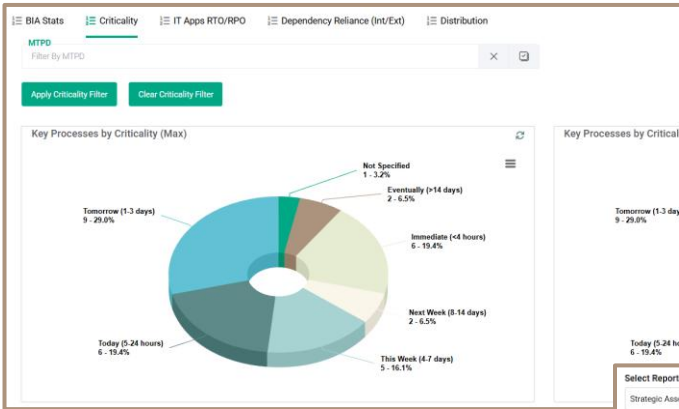 BIA Stats
Criticality
IT Apps RTO/RPO
Dependency Reliance (Int/Ext)
Distribution
MTPD
Filter By MTPD
Apply Criticality Filter
Clear Criticality Filter
Key Processes by Criticality (Max)
Not Specified
1 - 3.2%
Eventually (>14 days)
2 - 6.5%
Tomorrow (1-3 days)
9 - 29.0%
Immediate (<4 hours)
6 - 19.4%
Next Week (8-14 days)
2 - 6.5%
Today (5-24 hours)
6 - 19.4%
This Week (4-7 days)
5 - 16.1%
Key Processes by Critical
Tomorrow (1-3 day
9 - 29.0%
Today (5-24 ho
6 - 19.4%
Select Report
Strategic Asse